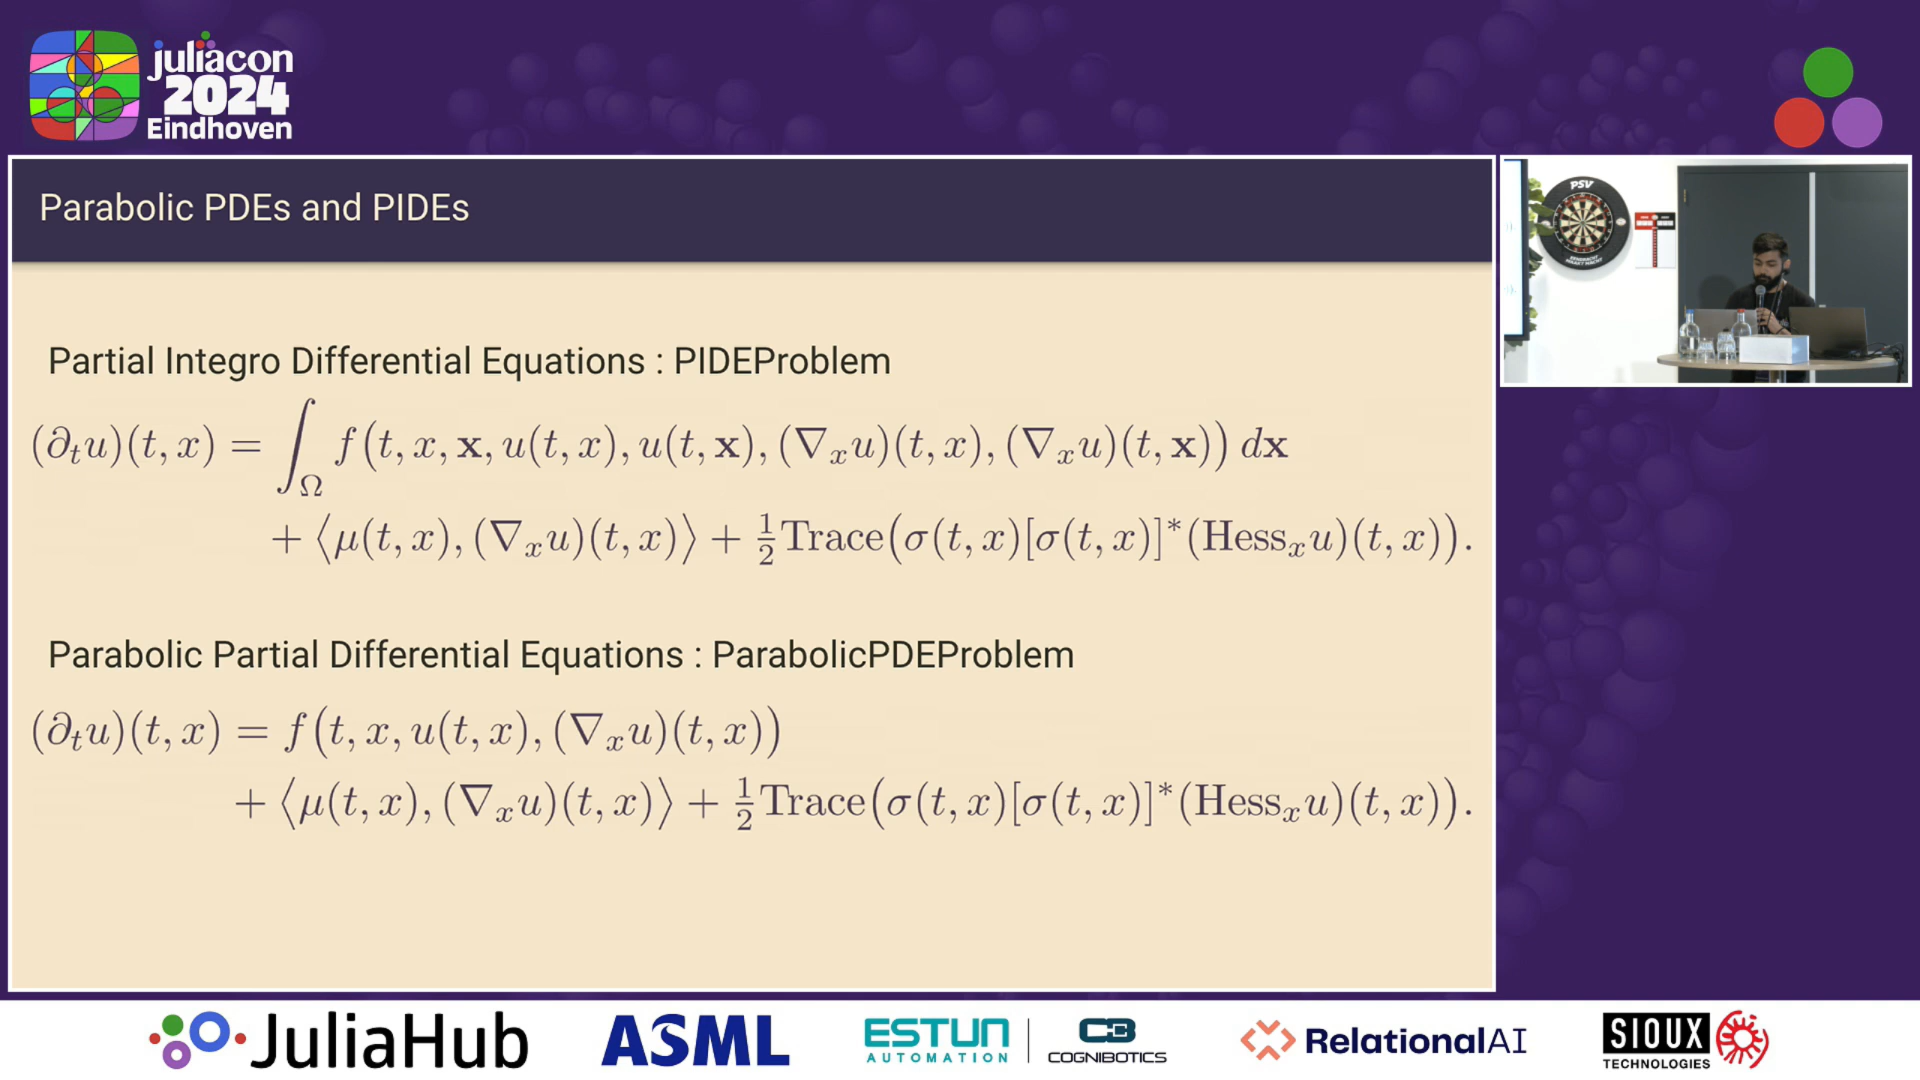 juliacon
2024
Eindhoven
Parabolic PDEs and PIDEs
Partial Integro Differential Equations : PIDEProblem
(∂ₜu)(t, x) = ∫_Ω f(t, x, 𝐱, u(t, x), u(t, 𝐱), (∇ₓu)(t, x), (∇ₓu)(t, 𝐱)) d𝐱
+ ⟨μ(t, x), (∇ₓu)(t, x)⟩ + ½Trace(σ(t, x)[σ(t, x)]*(Hessₓu)(t, x)).
Parabolic Partial Differential Equations : ParabolicPDEProblem
(∂ₜu)(t, x) = f(t, x, u(t, x), (∇ₓu)(t, x))
+ ⟨μ(t, x), (∇ₓu)(t, x)⟩ + ½Trace(σ(t, x)[σ(t, x)]*(Hessₓu)(t, x)).
PSV
JuliaHub
ASML
ESTUN
AUTOMATION
COGNIBOTICS
RelationalAI
SIOUX
TECHNOLOGIES